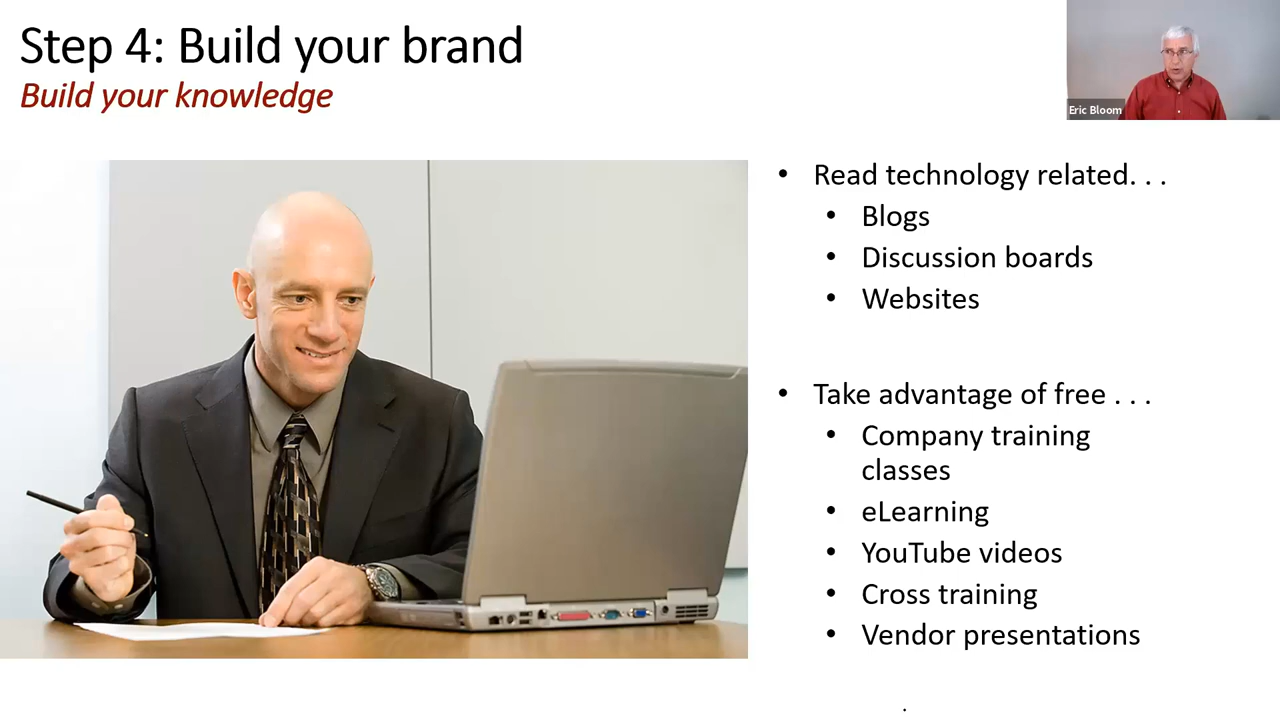 Step 4: Build your brand
Build your knowledge
Eric Bloom
• Read technology related. . .
• Blogs
• Discussion boards
• Websites
• Take advantage of free . . .
• Company training
classes
• eLearning
• YouTube videos
• Cross training
• Vendor presentations
.